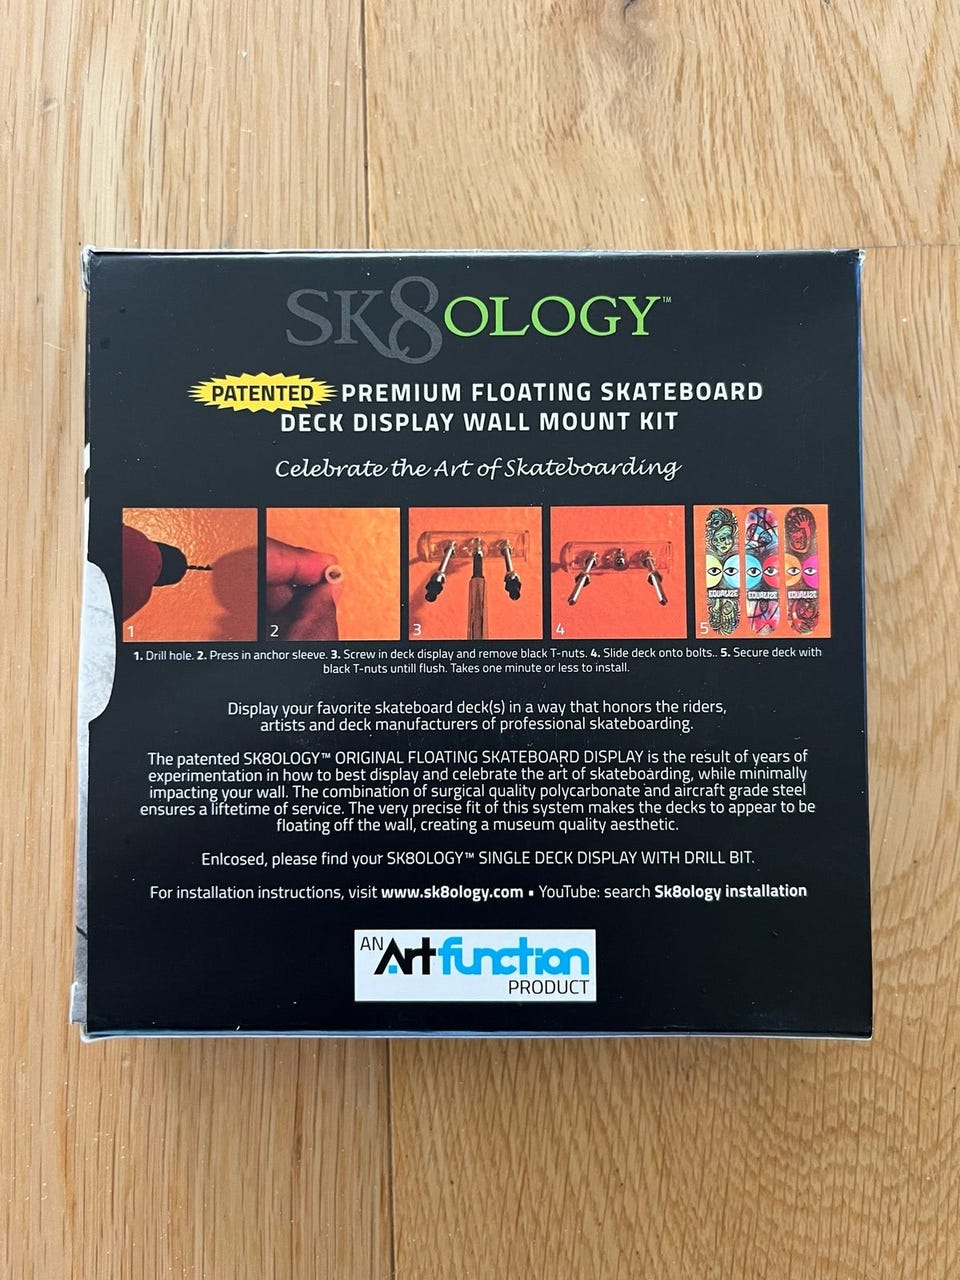 SK8OLOGY™
PATENTED PREMIUM FLOATING SKATEBOARD
DECK DISPLAY WALL MOUNT KIT
Celebrate the Art of Skateboarding
1 2 3 4 5
EQUALIZE EQUALIZE EQUALIZE
1. Drill hole. 2. Press in anchor sleeve. 3. Screw in deck display and remove black T-nuts. 4. Slide deck onto bolts.. 5. Secure deck with
black T-nuts untill flush. Takes one minute or less to install.
Display your favorite skateboard deck(s) in a way that honors the riders,
artists and deck manufacturers of professional skateboarding.
The patented SK8OLOGY™ ORIGINAL FLOATING SKATEBOARD DISPLAY is the result of years of
experimentation in how to best display and celebrate the art of skateboarding, while minimally
impacting your wall. The combination of surgical quality polycarbonate and aircraft grade steel
ensures a liftetime of service. The very precise fit of this system makes the decks to appear to be
floating off the wall, creating a museum quality aesthetic.
Enlcosed, please find your SK8OLOGY™ SINGLE DECK DISPLAY WITH DRILL BIT.
For installation instructions, visit www.sk8ology.com ▪ YouTube: search Sk8ology installation
AN Art function
PRODUCT